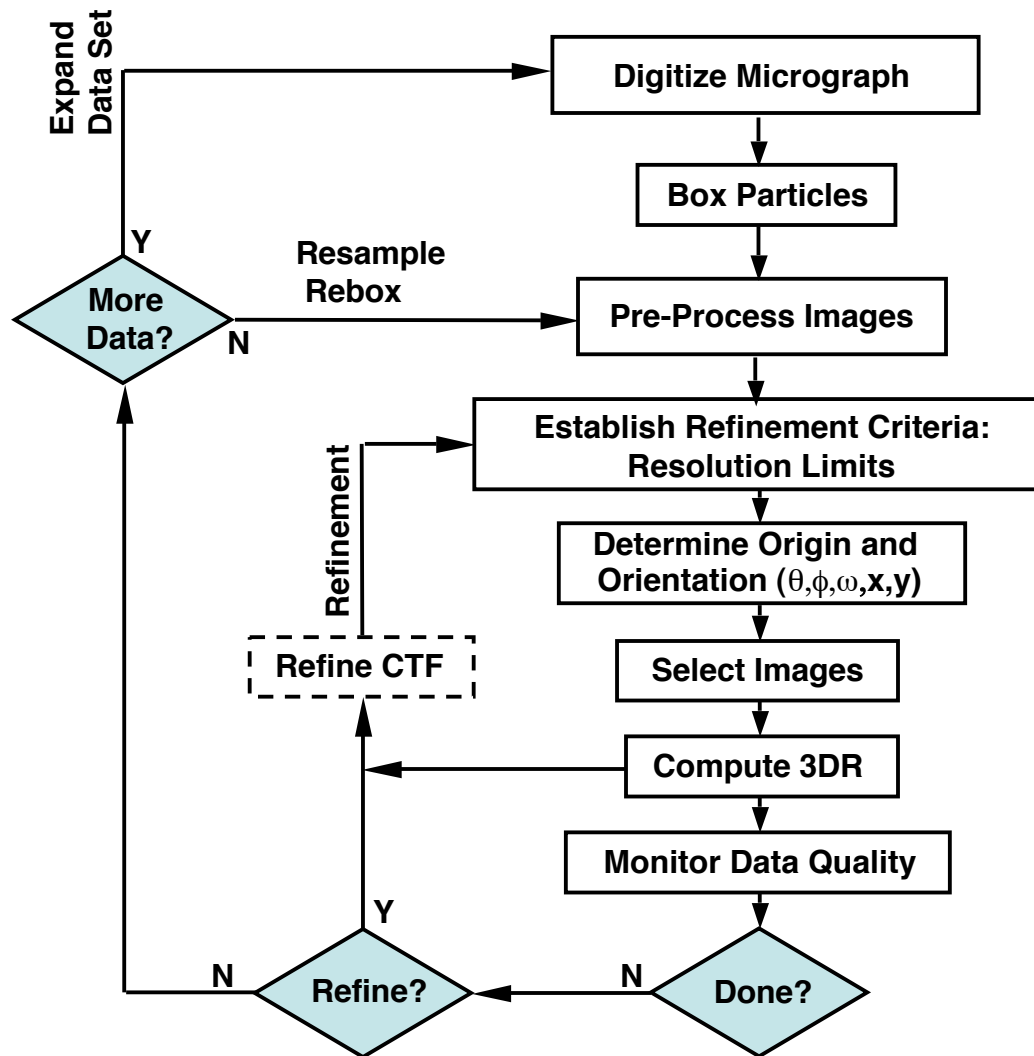 Expand
Data Set
Digitize Micrograph
Box Particles
Y
Resample
Rebox
More
Data?
N
Pre-Process Images
Establish Refinement Criteria:
Resolution Limits
Refinement
Determine Origin and
Orientation (θ,ϕ,ω,x,y)
Refine CTF
Select Images
Compute 3DR
Monitor Data Quality
Y
N
Refine?
N
Done?